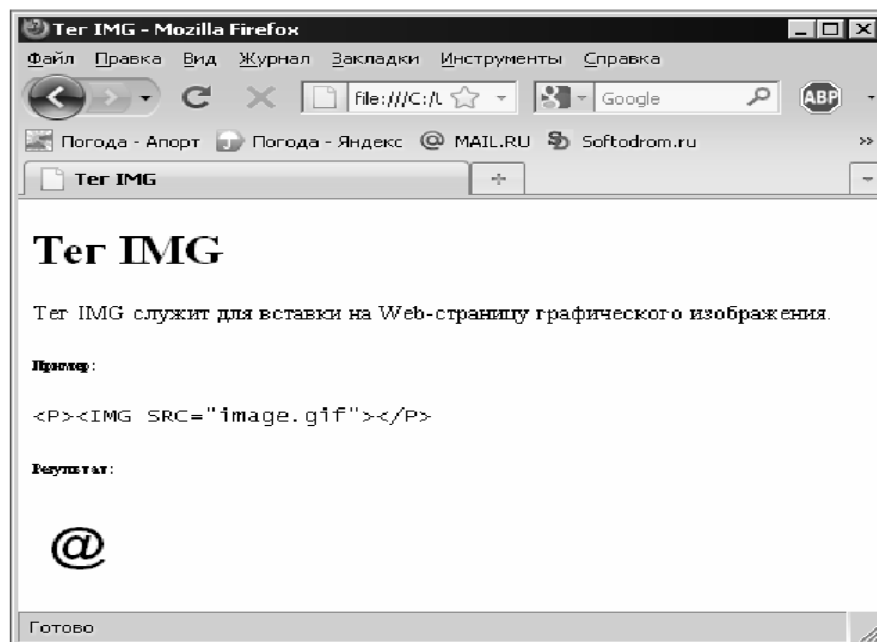 Тег IMG - Mozilla Firefox
Файл Правка Вид Журнал Закладки Инструменты Справка
file:///C:/L Google ABP
Погода - Апорт Погода - Яндекс @ MAIL.RU Softodrom.ru »
Тег IMG
Тег IMG
Тег IMG служит для вставки на Web-страницу графического изображения.
Пример:
<P><IMG SRC="image.gif"></P>
Результат:
@
Готово